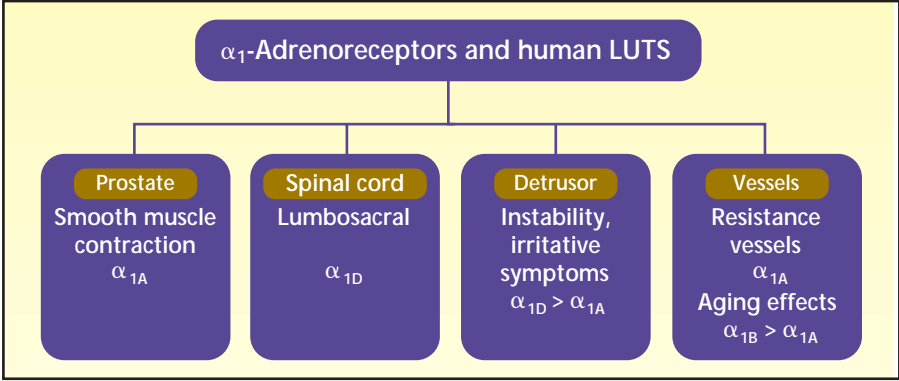 α₁-Adrenoreceptors and human LUTS
Prostate
Smooth muscle
contraction
α₁A
Spinal cord
Lumbosacral
α₁D
Detrusor
Instability,
irritative
symptoms
α₁D > α₁A
Vessels
Resistance
vessels
α₁A
Aging effects
α₁B > α₁A